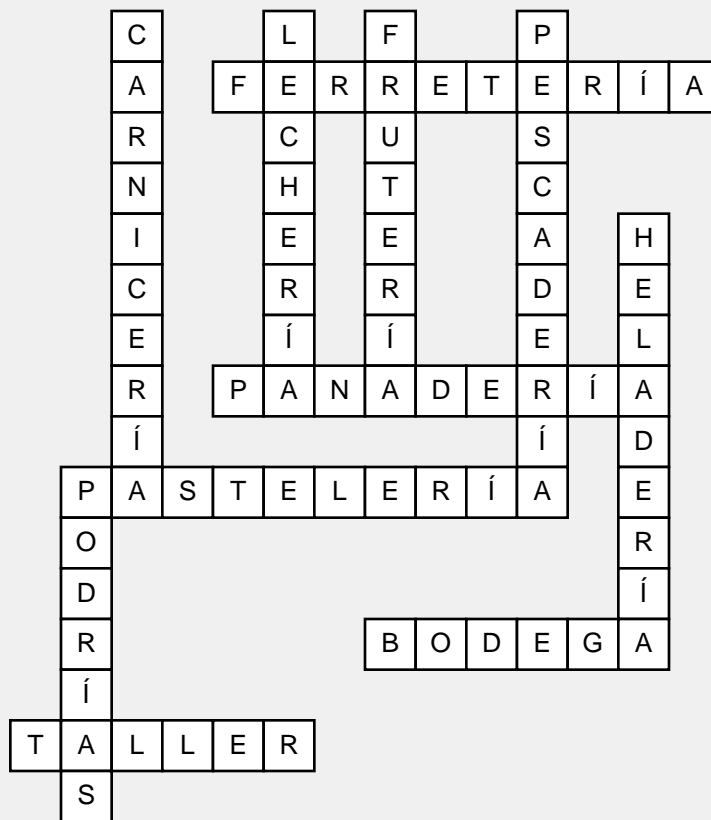 CARNICERÍA
LECHERÍA
FRUTERÍA
PESCADERÍA
FERRETERÍA
HELADERÍA
PANADERÍA
PASTELERÍA
PODRÍAS
BODEGA
TALLER